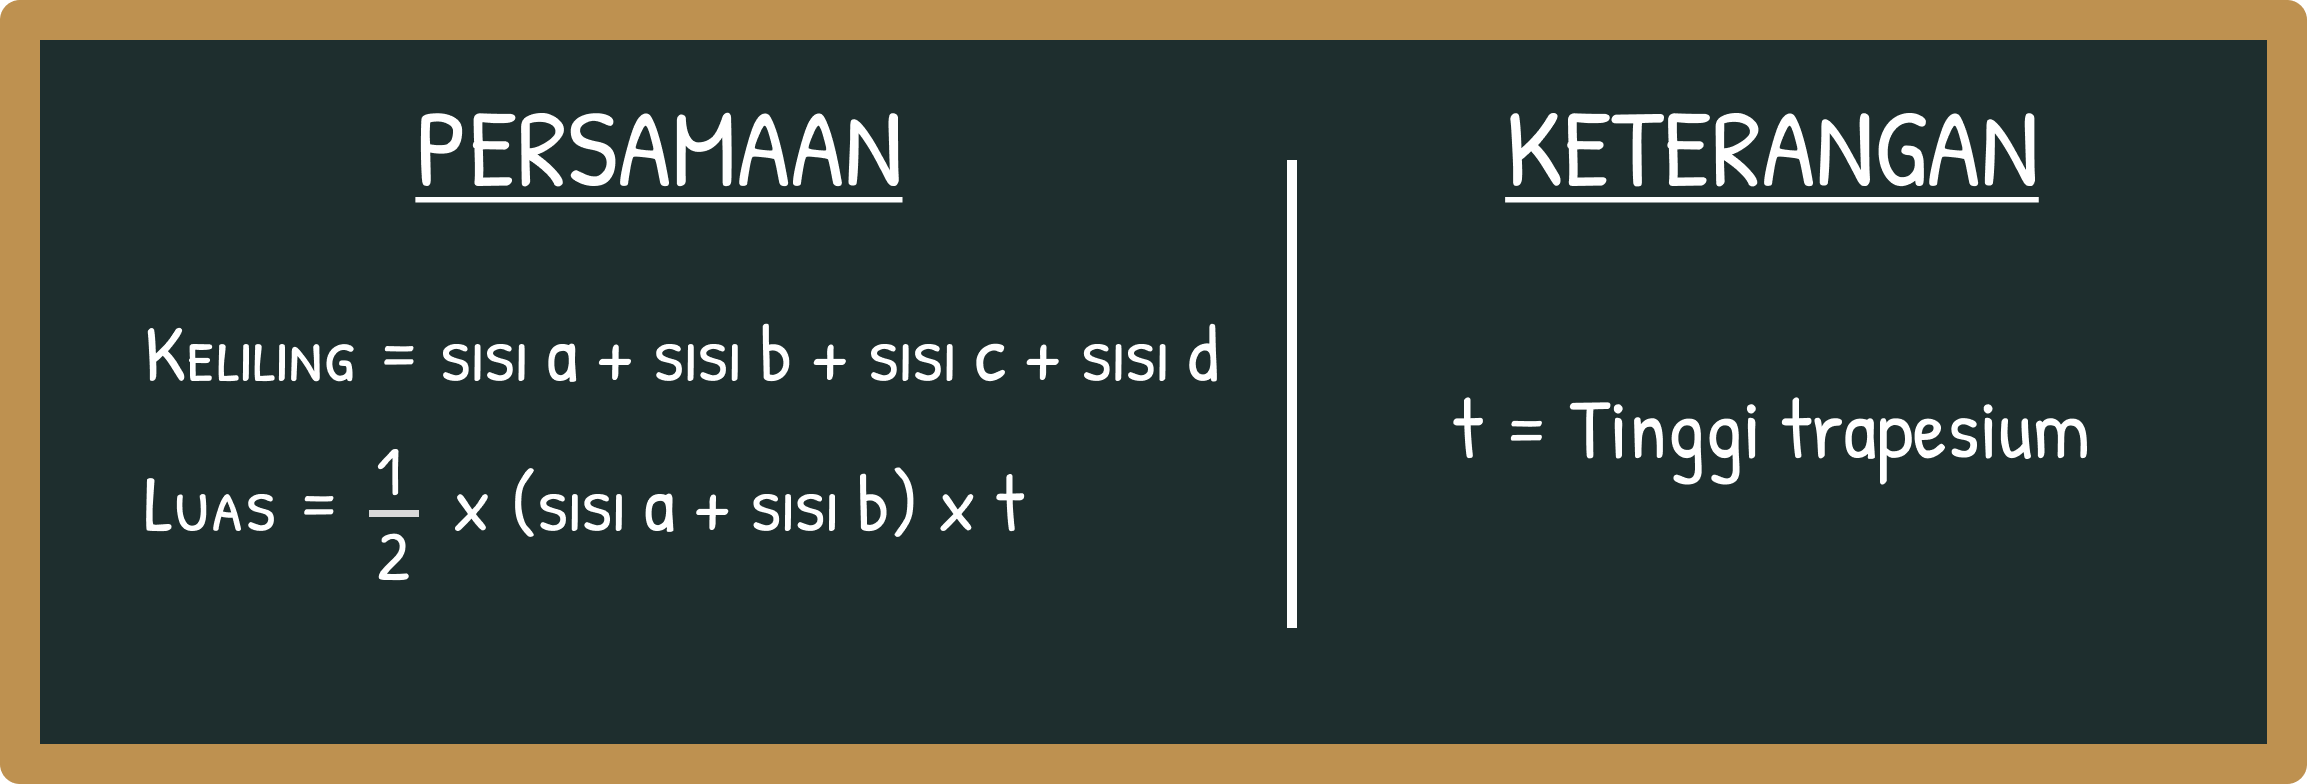 PERSAMAAN
Keliling = sisi a + sisi b + sisi c + sisi d
Luas = 1/2 x (sisi a + sisi b) x t
KETERANGAN
t = Tinggi trapesium